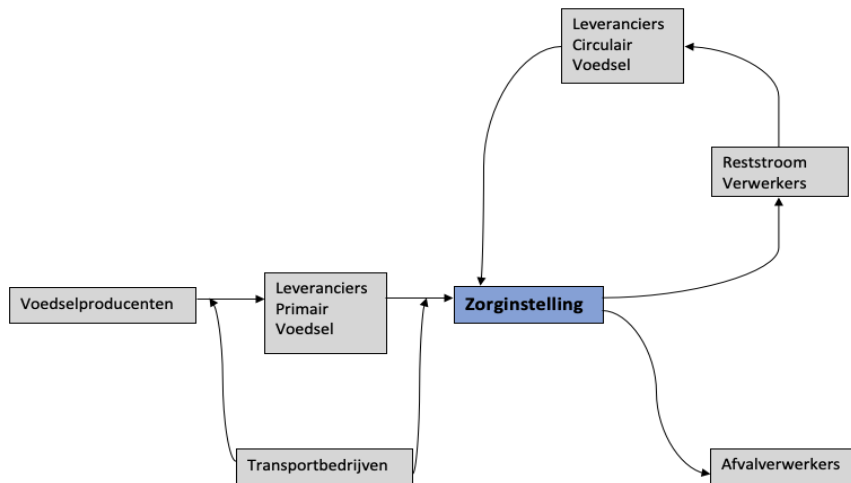 Leveranciers
Circulair
Voedsel
Reststroom
Verwerkers
Voedselproducenten
Leveranciers
Primair
Voedsel
Zorginstelling
Transportbedrijven
Afvalverwerkers